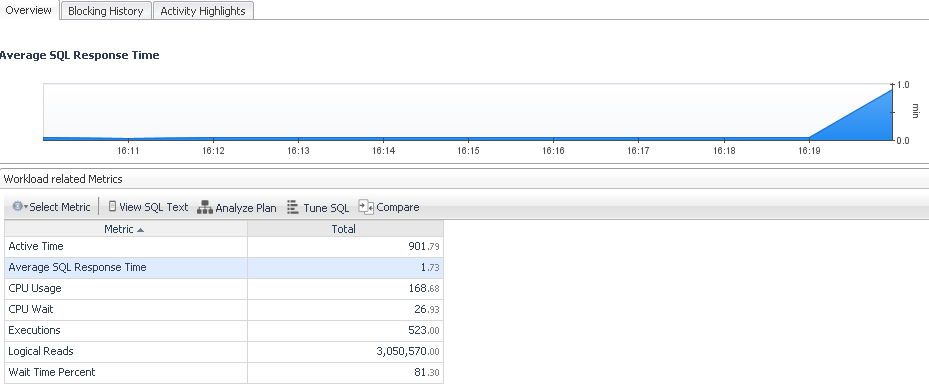 Overview Blocking History Activity Highlights
Average SQL Response Time
1.0
min
0.0
16:11 16:12 16:13 16:14 16:15 16:16 16:17 16:18 16:19
Workload related Metrics
Select Metric View SQL Text Analyze Plan Tune SQL Compare
Metric Total
Active Time 901.79
Average SQL Response Time 1.73
CPU Usage 168.68
CPU Wait 26.93
Executions 523.00
Logical Reads 3,050,570.00
Wait Time Percent 81.30